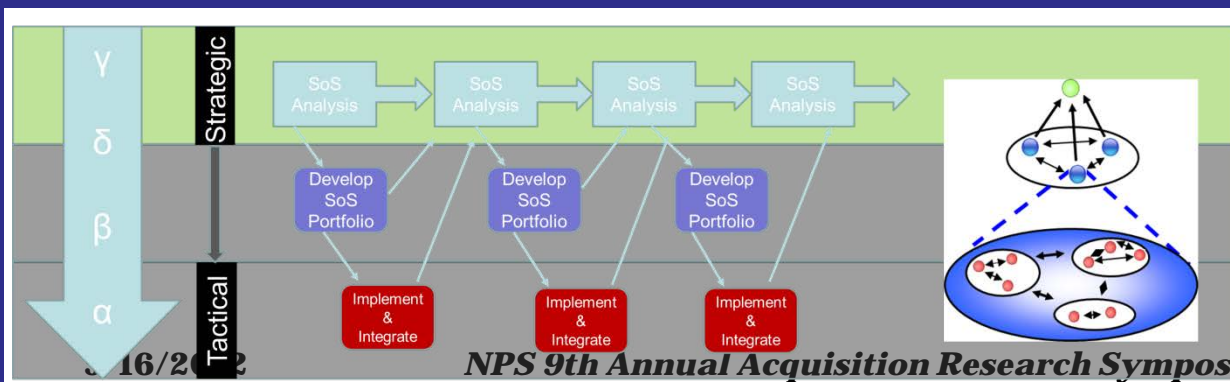 γ
δ
β
α
Strategic
Tactical
SoS
Analysis
SoS
Analysis
SoS
Analysis
SoS
Analysis
Develop
SoS
Portfolio
Develop
SoS
Portfolio
Develop
SoS
Portfolio
Implement
&
Integrate
Implement
&
Integrate
Implement
&
Integrate
NPS 9th Annual Acquisition Research Sympos